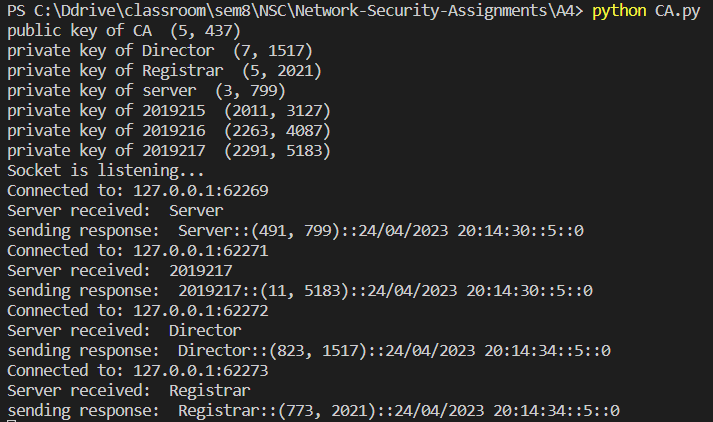 PS C:\Ddrive\classroom\sem8\NSC\Network-Security-Assignments\A4> python CA.py
public key of CA  (5, 437)
private key of Director  (7, 1517)
private key of Registrar  (5, 2021)
private key of server  (3, 799)
private key of 2019215  (2011, 3127)
private key of 2019216  (2263, 4087)
private key of 2019217  (2291, 5183)
Socket is listening...
Connected to: 127.0.0.1:62269
Server received:  Server
sending response:  Server::(491, 799)::24/04/2023 20:14:30::5::0
Connected to: 127.0.0.1:62271
Server received:  2019217
sending response:  2019217::(11, 5183)::24/04/2023 20:14:30::5::0
Connected to: 127.0.0.1:62272
Server received:  Director
sending response:  Director::(823, 1517)::24/04/2023 20:14:34::5::0
Connected to: 127.0.0.1:62273
Server received:  Registrar
sending response:  Registrar::(773, 2021)::24/04/2023 20:14:34::5::0